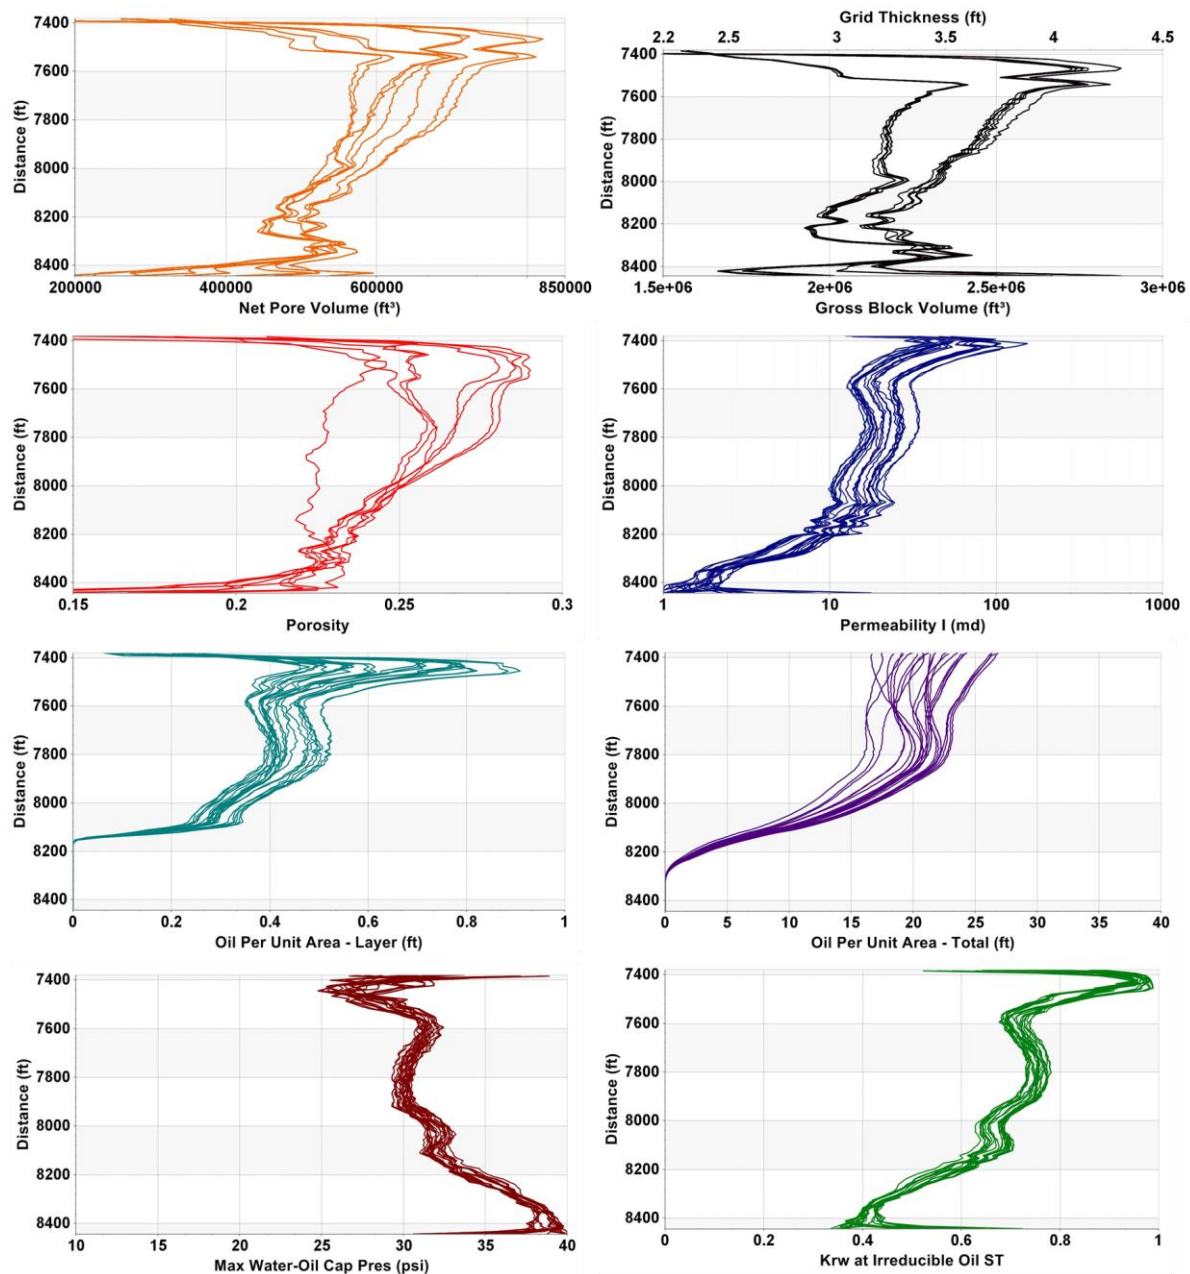 Grid Thickness (ft)
2.2 2.5 3 3.5 4 4.5
7400
7600
7800
8000
8200
8400
Distance (ft)
200000 400000 600000 850000
Net Pore Volume (ft³)
7400
7600
7800
8000
8200
8400
Distance (ft)
1.5e+06 2e+06 2.5e+06 3e+06
Gross Block Volume (ft³)
7400
7600
7800
8000
8200
8400
Distance (ft)
0.15 0.2 0.25 0.3
Porosity
7400
7600
7800
8000
8200
8400
Distance (ft)
1 10 100 1000
Permeability I (md)
7400
7600
7800
8000
8200
8400
Distance (ft)
0 0.2 0.4 0.6 0.8 1
Oil Per Unit Area - Layer (ft)
7400
7600
7800
8000
8200
8400
Distance (ft)
0 5 10 15 20 25 30 35 40
Oil Per Unit Area - Total (ft)
7400
7600
7800
8000
8200
8400
Distance (ft)
10 15 20 25 30 35 40
Max Water-Oil Cap Pres (psi)
7400
7600
7800
8000
8200
8400
Distance (ft)
0 0.2 0.4 0.6 0.8 1
Krw at Irreducible Oil ST